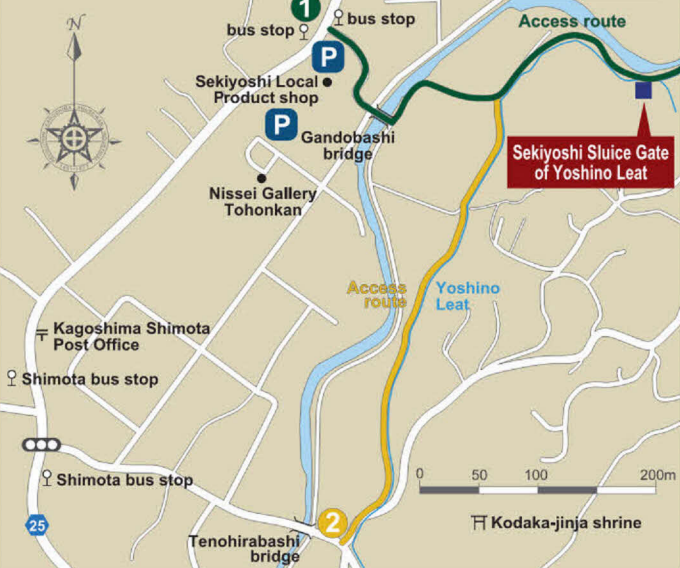 1
bus stop
bus stop
Access route
P
Sekiyoshi Local
Product shop
P
Gandobashi
bridge
Sekiyoshi Sluice Gate
of Yoshino Leat
Nissei Gallery
Tohonkan
Access
route
Yoshino
Leat
Kagoshima Shimota
Post Office
Shimota bus stop
Shimota bus stop
0 50 100 200m
25
2
Kodaka-jinja shrine
Tenohirabashi
bridge